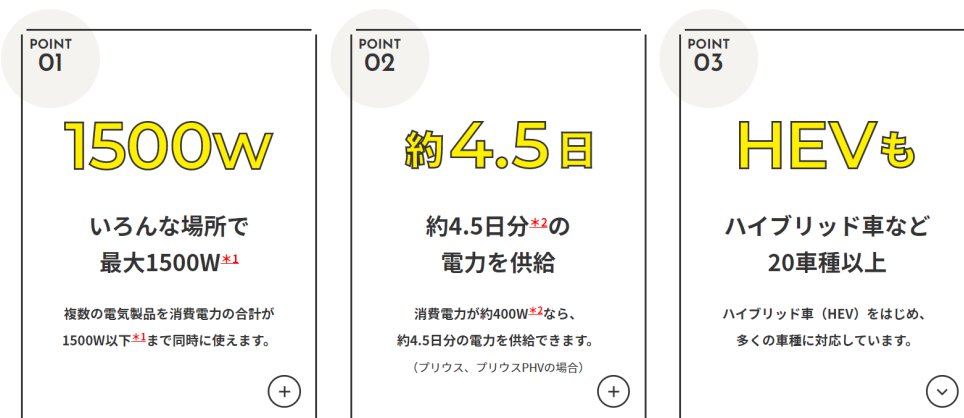 POINT
01
1500W
いろんな場所で
最大1500W＊1
複数の電気製品を消費電力の合計が
1500W以下＊1まで同時に使えます。
POINT
02
約4.5日
約4.5日分＊2の
電力を供給
消費電力が約400W＊2なら、
約4.5日分の電力を供給できます。
（プリウス、プリウスPHVの場合）
POINT
03
HEVも
ハイブリッド車など
20車種以上
ハイブリッド車（HEV）をはじめ、
多くの車種に対応しています。